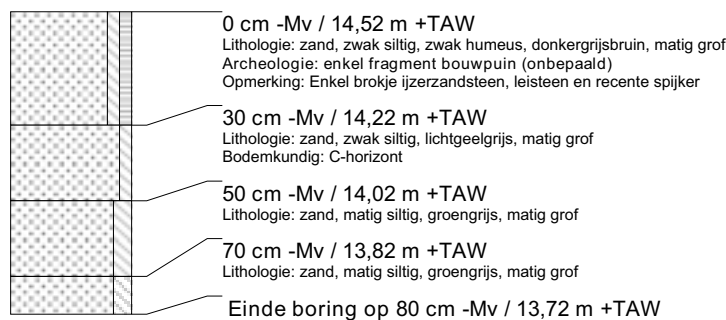 0 cm -Mv / 14,52 m +TAW
Lithologie: zand, zwak siltig, zwak humeus, donkergrijsbruin, matig grof
Archeologie: enkel fragment bouwpuin (onbepaald)
Opmerking: Enkel brokje ijzerzandsteen, leisteen en recente spijker
30 cm -Mv / 14,22 m +TAW
Lithologie: zand, zwak siltig, lichtgeelgrijs, matig grof
Bodemkundig: C-horizont
50 cm -Mv / 14,02 m +TAW
Lithologie: zand, matig siltig, groengrijs, matig grof
70 cm -Mv / 13,82 m +TAW
Lithologie: zand, matig siltig, groengrijs, matig grof
Einde boring op 80 cm -Mv / 13,72 m +TAW